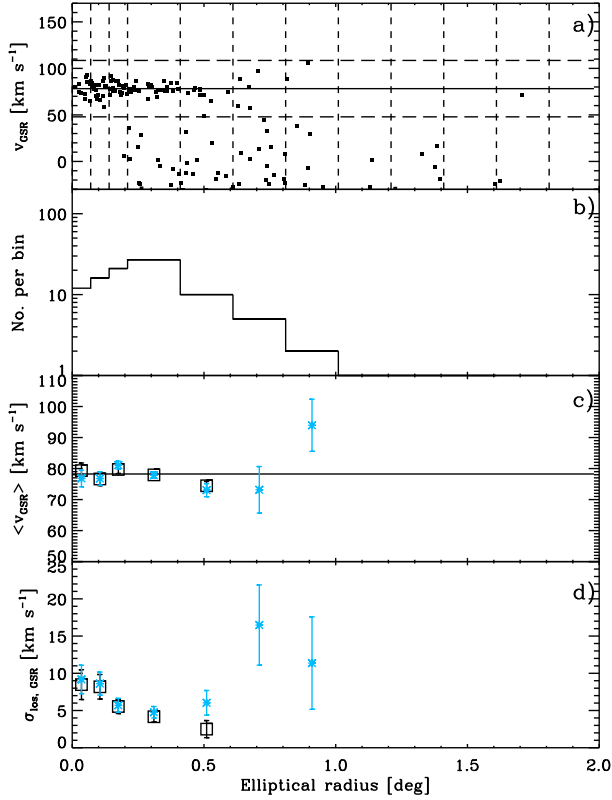 a)
150
100
50
0
v_GSR [km s⁻¹]
b)
100
10
1
No. per bin
c)
110
100
90
80
70
60
50
<v_GSR> [km s⁻¹]
d)
25
20
15
10
5
0
σ_los, GSR [km s⁻¹]
0.0 0.5 1.0 1.5 2.0
Elliptical radius [deg]